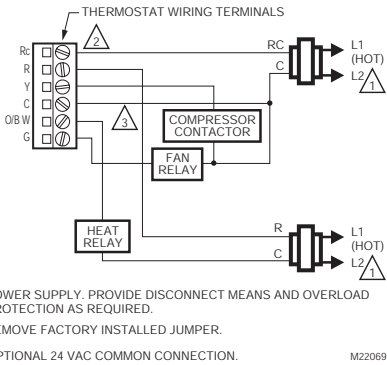 THERMOSTAT WIRING TERMINALS
Rc
R
Y
C
O/B W
G
2
3
RC
C
L1
(HOT)
L2
1
COMPRESSOR
CONTACTOR
FAN
RELAY
HEAT
RELAY
R
C
L1
(HOT)
L2
1
OWER SUPPLY. PROVIDE DISCONNECT MEANS AND OVERLOAD
ROTECTION AS REQUIRED.
EMOVE FACTORY INSTALLED JUMPER.
PTIONAL 24 VAC COMMON CONNECTION.
M22069